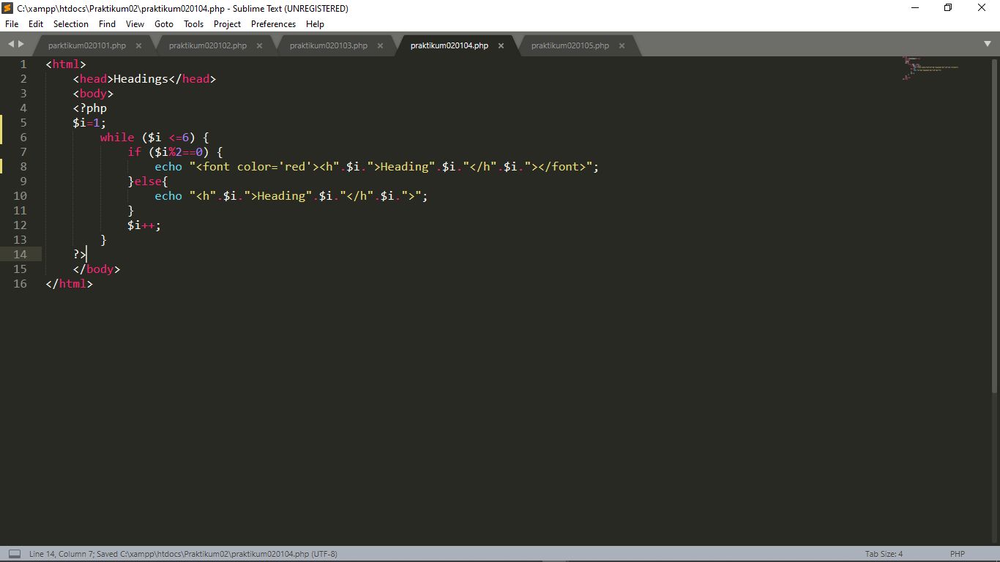 C:\xampp\htdocs\Praktikum02\praktikum020104.php - Sublime Text (UNREGISTERED)
File Edit Selection Find View Goto Tools Project Preferences Help
parktikum020101.php × praktikum020102.php × praktikum020103.php × praktikum020104.php × praktikum020105.php ×
1 <html>
2 <head>Headings</head>
3 <body>
4 <?php
5 $i=1;
6 while ($i <=6) {
7 if ($i%2==0) {
8 echo "<font color='red'><h".$i.">Heading".$i."</h".$i."></font>";
9 }else{
10 echo "<h".$i.">Heading".$i."</h".$i.">";
11 }
12 $i++;
13 }
14 ?>
15 </body>
16 </html>
Line 14, Column 7; Saved C:\xampp\htdocs\Praktikum02\praktikum020104.php (UTF-8) Tab Size: 4 PHP